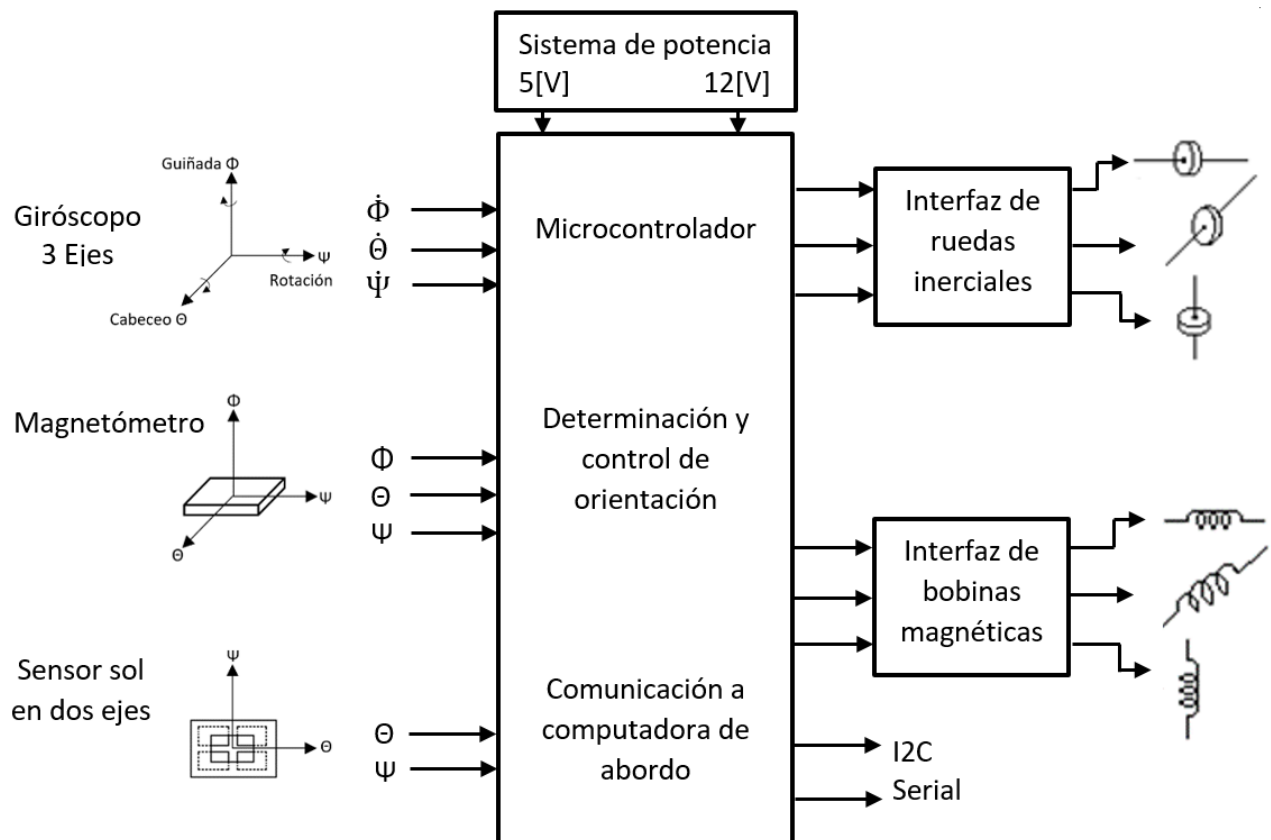 Sistema de potencia
5[V] 12[V]
Giróscopo
3 Ejes
Guiñada Φ
Ψ
Rotación
Cabeceo Θ
Φ̇
Θ̇
Ψ̇
Microcontrolador
Interfaz de
ruedas
inerciales
Magnetómetro
Φ
Ψ
Θ
Φ
Θ
Ψ
Determinación y
control de
orientación
Interfaz de
bobinas
magnéticas
Sensor sol
en dos ejes
Ψ
Θ
Θ
Ψ
Comunicación a
computadora de
abordo
I2C
Serial